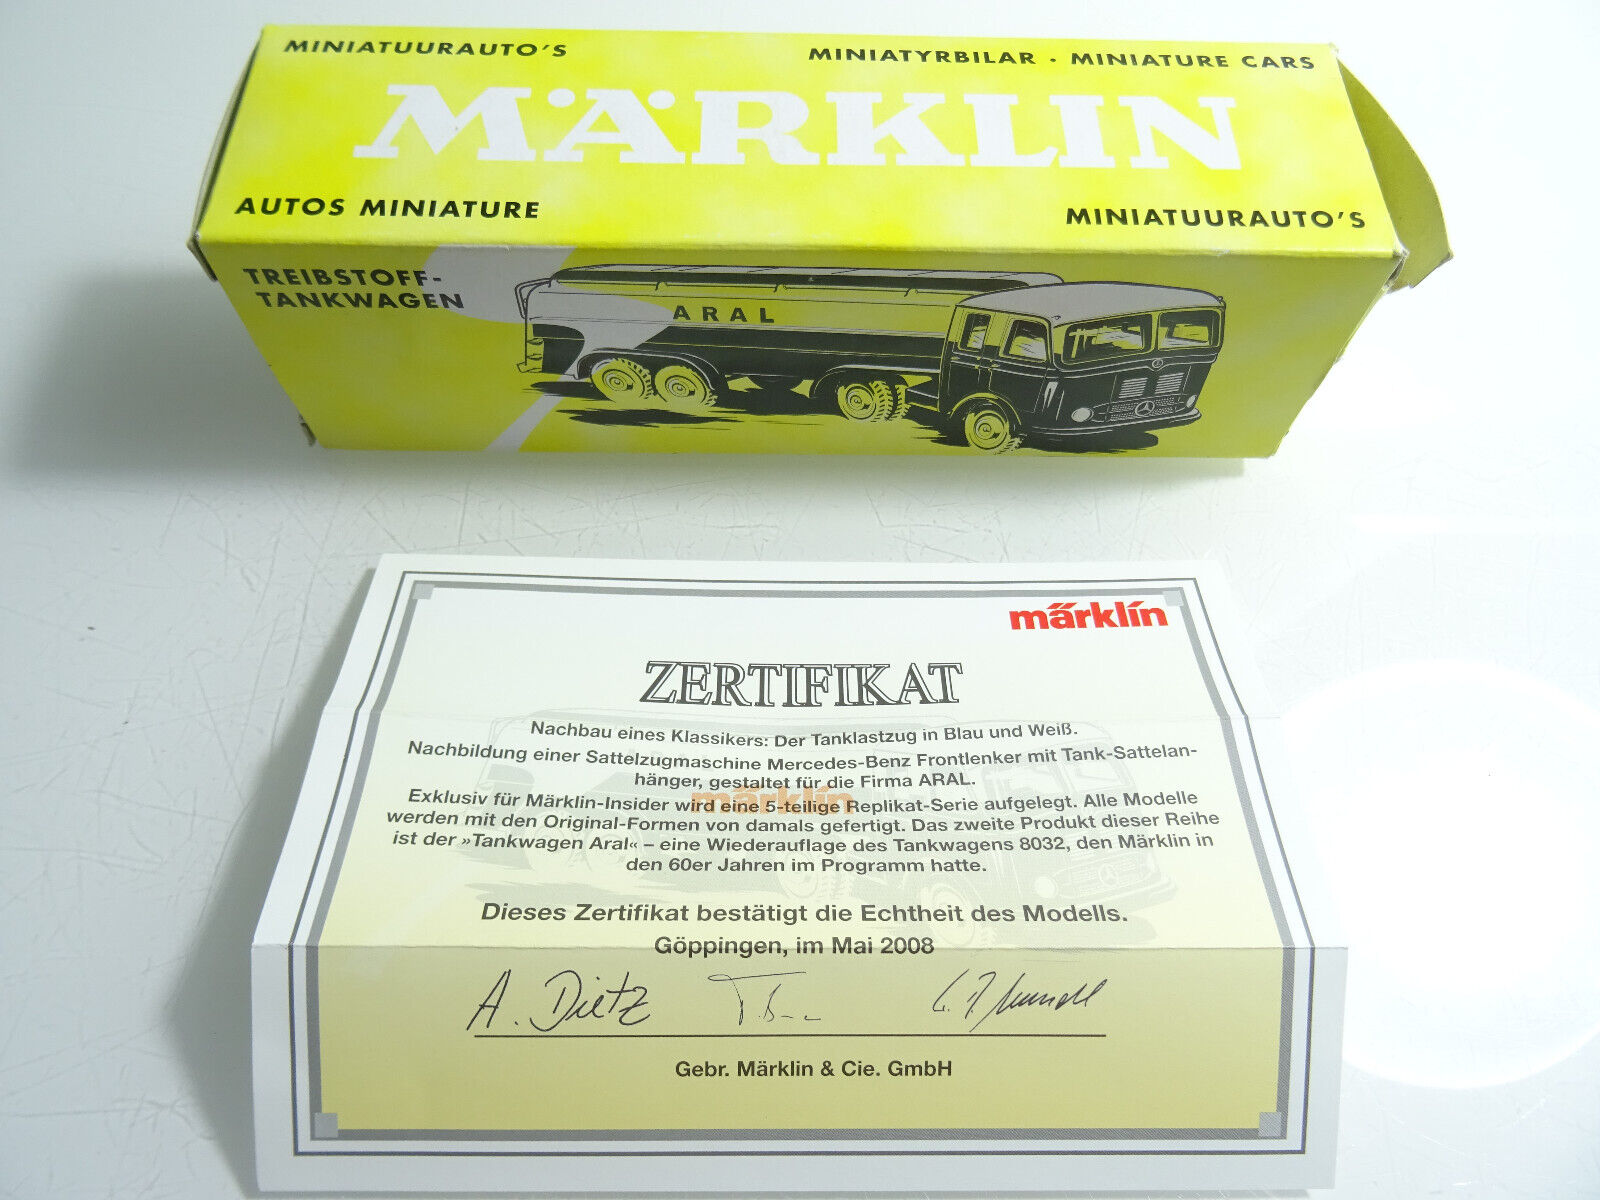 MINIATUURAUTO'S
MINIATYRBILAR · MINIATURE CARS
MÄRKLIN
AUTOS MINIATURE
MINIATUURAUTO'S
TREIBSTOFF-
TANKWAGEN
ARAL
märklin
ZERTIFIKAT
Nachbau eines Klassikers: Der Tanklastzug in Blau und Weiß.
Nachbildung einer Sattelzugmaschine Mercedes-Benz Frontlenker mit Tank-Sattelan-
hänger, gestaltet für die Firma ARAL.
märklin
Exklusiv für Märklin-Insider wird eine 5-teilige Replikat-Serie aufgelegt. Alle Modelle
werden mit den Original-Formen von damals gefertigt. Das zweite Produkt dieser Reihe
ist der »Tankwagen Aral« – eine Wiederauflage des Tankwagens 8032, den Märklin in
den 60er Jahren im Programm hatte.
Dieses Zertifikat bestätigt die Echtheit des Modells.
Göppingen, im Mai 2008
A. Dietz
Gebr. Märklin & Cie. GmbH